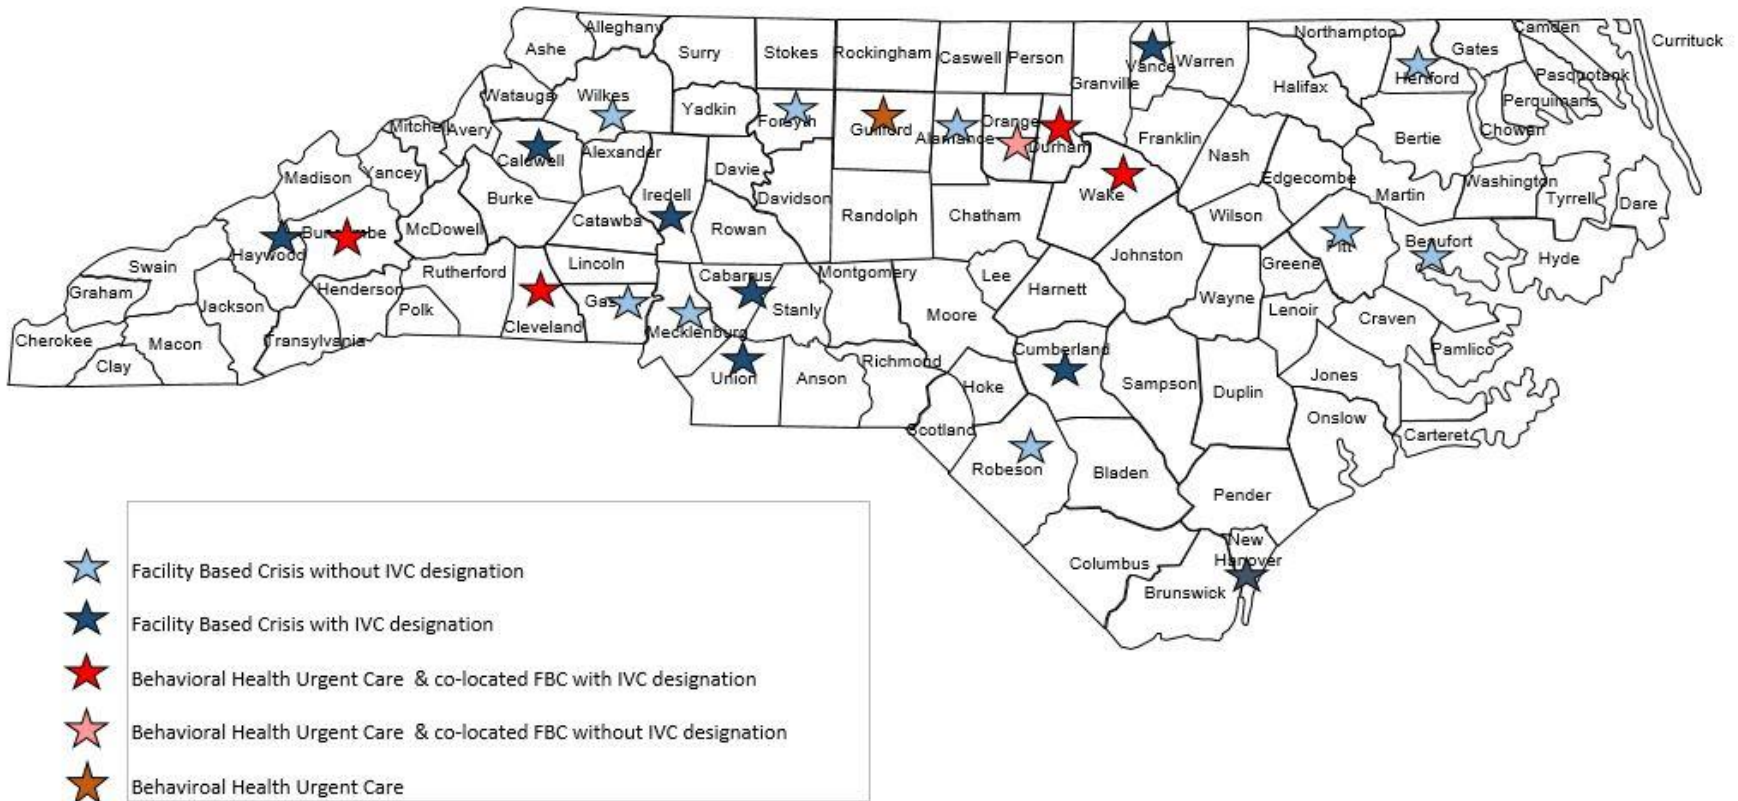 Alleghany
Camden
Ashe
Surry
Stokes
Rockingham
Caswell
Person
Northampton
Gates
Currituck
Vance
Warren
Hertford
Pasquotank
Watauga
Wilkes
Yadkin
Granville
Halifax
Perquimans
Mitchell
Avery
Forsyth
Guilford
Alamance
Orange
Durham
Franklin
Bertie
Chowan
Caldwell
Alexander
Nash
Madison
Yancey
Davie
Edgecombe
Washington
Burke
Iredell
Davidson
Wake
Martin
Tyrrell
Dare
Buncombe
McDowell
Catawba
Rowan
Randolph
Chatham
Wilson
Haywood
Pitt
Beaufort
Swain
Rutherford
Lincoln
Cabarrus
Montgomery
Lee
Johnston
Greene
Hyde
Graham
Jackson
Henderson
Polk
Gas
Stanly
Harnett
Wayne
Lenoir
Cherokee
Macon
Transylvania
Cleveland
Mecklenburg
Moore
Craven
Clay
Union
Anson
Richmond
Cumberland
Pamlico
Hoke
Sampson
Duplin
Jones
Scotland
Onslow
Carteret
Robeson
Bladen
Pender
Columbus
New
Hanover
Brunswick
Facility Based Crisis without IVC designation
Facility Based Crisis with IVC designation
Behavioral Health Urgent Care & co-located FBC with IVC designation
Behavioral Health Urgent Care & co-located FBC without IVC designation
Behaviroal Health Urgent Care